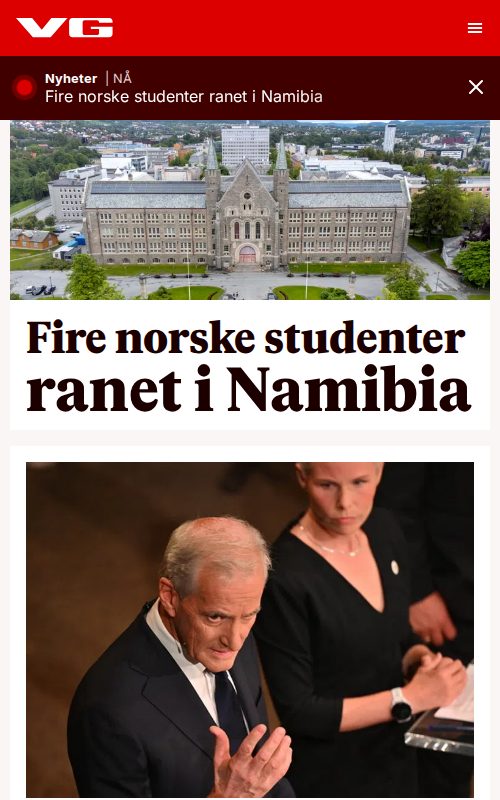 VG
Nyheter | NÅ
Fire norske studenter ranet i Namibia
Fire norske studenter
ranet i Namibia